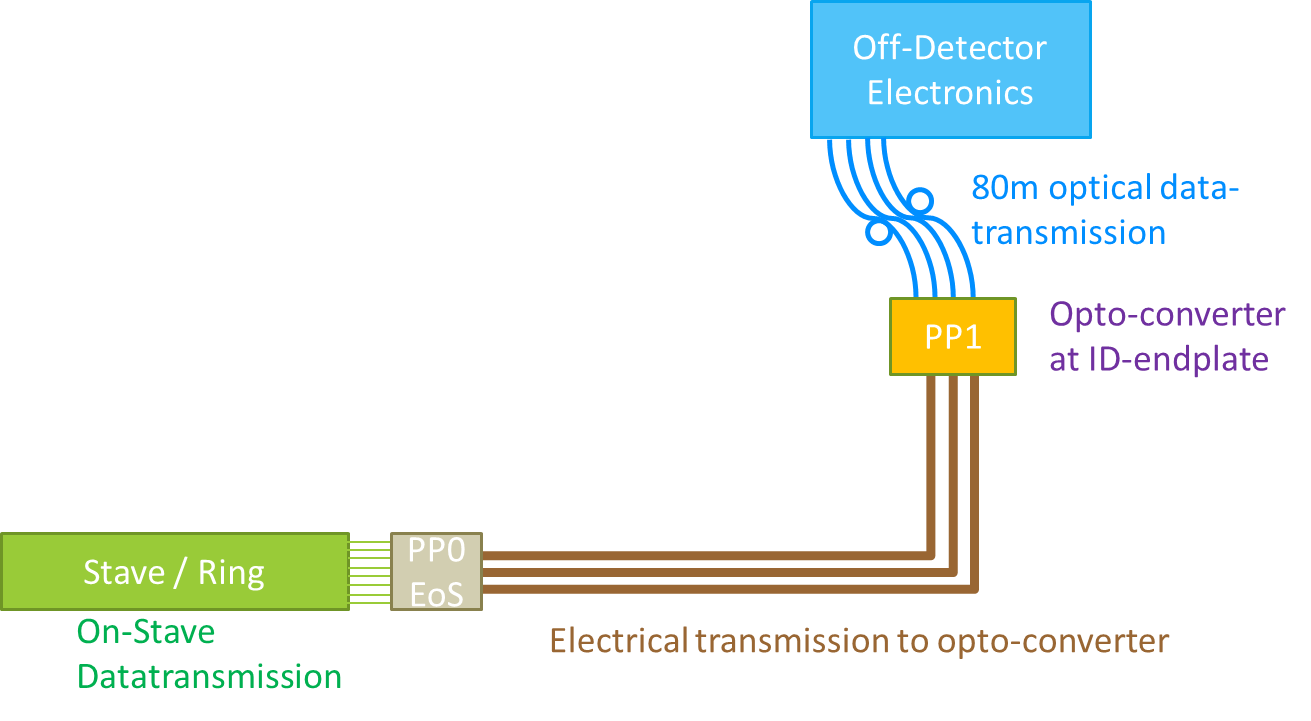 Off-Detector
Electronics
80m optical data-
transmission
PP1
Opto-converter
at ID-endplate
Stave / Ring
PP0
EoS
On-Stave
Datatransmission
Electrical transmission to opto-converter